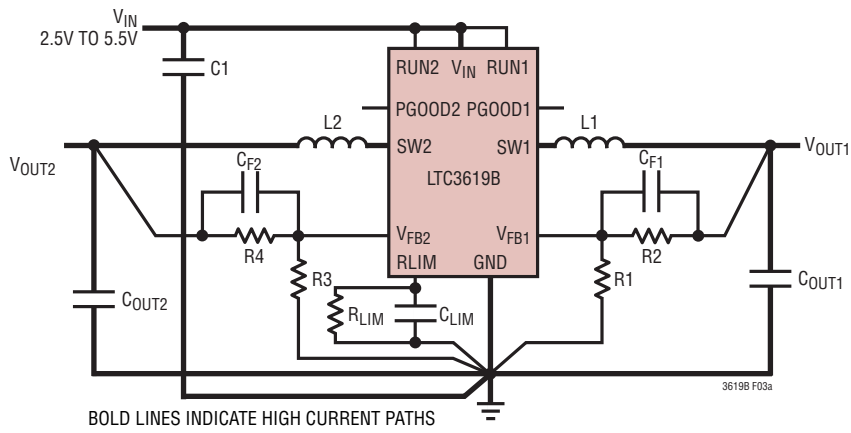 VIN
2.5V TO 5.5V
C1
RUN2 VIN RUN1
PGOOD2 PGOOD1
L2
L1
SW2 SW1
VOUT2
VOUT1
CF2
CF1
LTC3619B
VFB2 VFB1
R4
R2
RLIM GND
R3
R1
COUT2
COUT1
RLIM
CLIM
3619B F03a
BOLD LINES INDICATE HIGH CURRENT PATHS